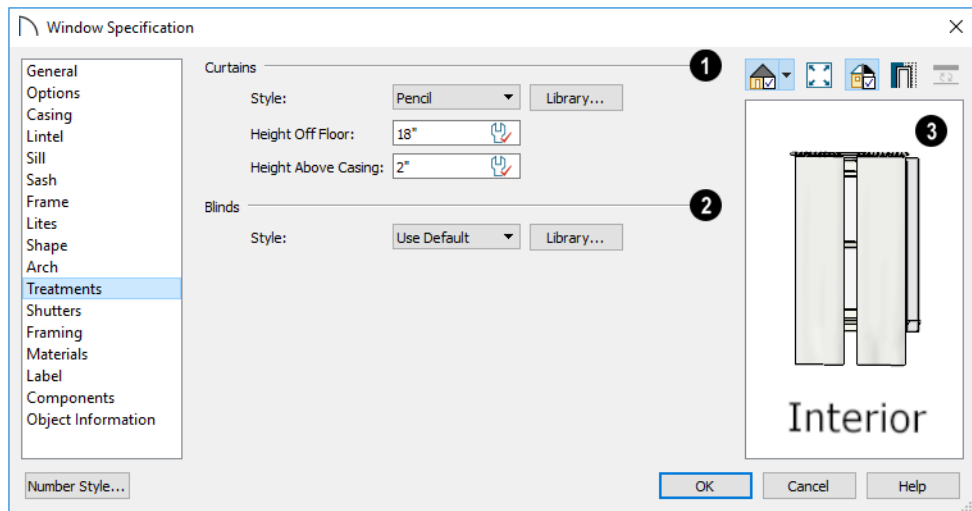 Window Specification
General
Options
Casing
Lintel
Sill
Sash
Frame
Lites
Shape
Arch
Treatments
Shutters
Framing
Materials
Label
Components
Object Information
Curtains 1
Style: Pencil Library...
Height Off Floor: 18"
Height Above Casing: 2"
Blinds 2
Style: Use Default Library...
3
Interior
Number Style... OK Cancel Help